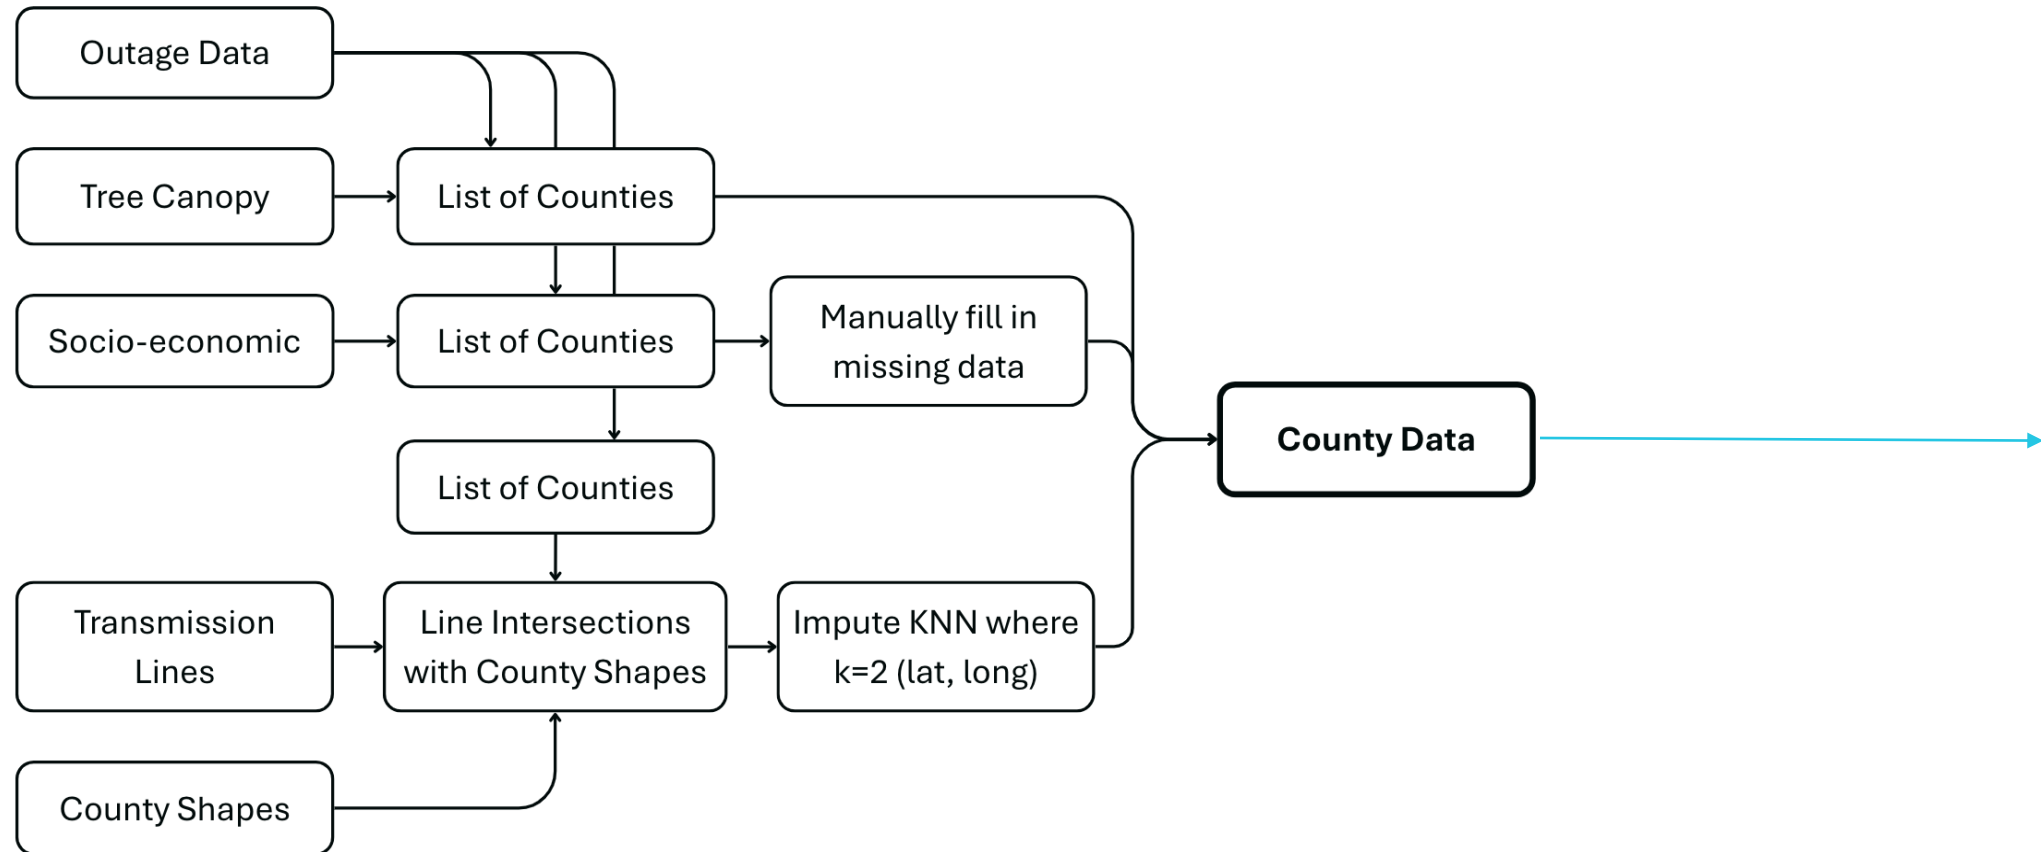 Outage Data
Tree Canopy
List of Counties
Socio-economic
List of Counties
Manually fill in
missing data
County Data
List of Counties
Transmission
Lines
Line Intersections
with County Shapes
Impute KNN where
k=2 (lat, long)
County Shapes